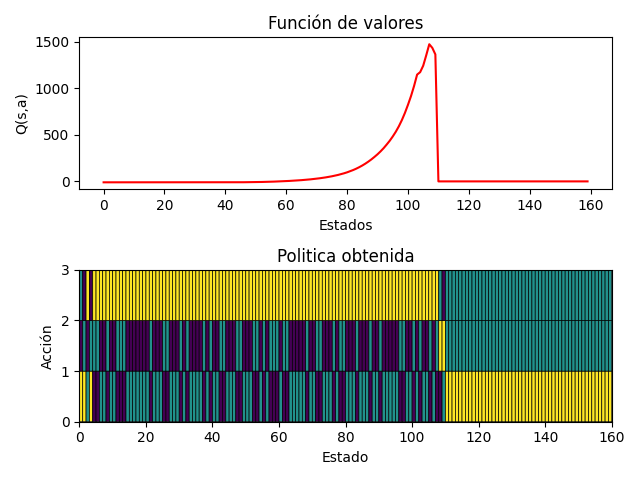 Función de valores
1500
1000
500
0
Q(s,a)
0 20 40 60 80 100 120 140 160
Estados
Politica obtenida
3
2
1
0
Acción
0 20 40 60 80 100 120 140 160
Estado